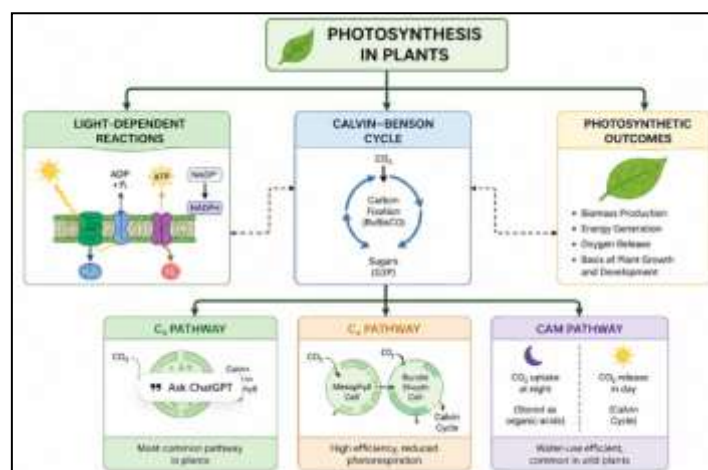 PHOTOSYNTHESIS
IN PLANTS
LIGHT-DEPENDENT
REACTIONS
ADP
+ Pᵢ
ATP
NADP⁺
NADPH
H₂O
CALVIN–BENSON
CYCLE
CO₂
Carbon
Fixation
(RuBisCO)
Sugars
(G3P)
PHOTOSYNTHETIC
OUTCOMES
• Biomass Production
• Energy Generation
• Oxygen Release
• Basis of Plant Growth
and Development
C₃ PATHWAY
CO₂
Calvin
❞ Ask ChatGPT
Most common pathway
in plants
C₄ PATHWAY
CO₂
CO₂
Mesophyll
Cell
Bundle
Sheath
Cell
Calvin
Cycle
High efficiency, reduced
photorespiration
CAM PATHWAY
CO₂ uptake
at night
(Stored as
organic acids)
CO₂ release
in day
(Calvin
Cycle)
Water-use efficient,
common in arid plants